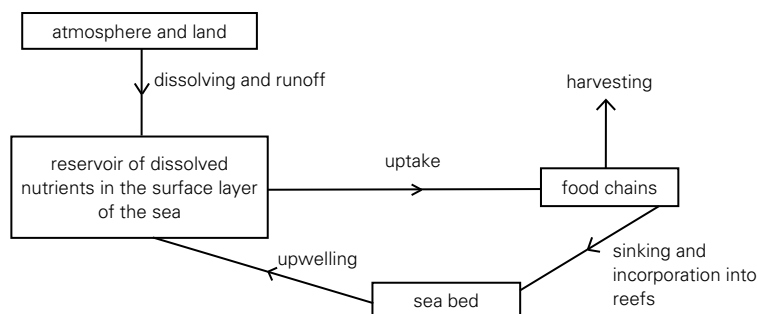 atmosphere and land
dissolving and runoff
harvesting
reservoir of dissolved
nutrients in the surface layer
of the sea
uptake
food chains
upwelling
sinking and
incorporation into
reefs
sea bed